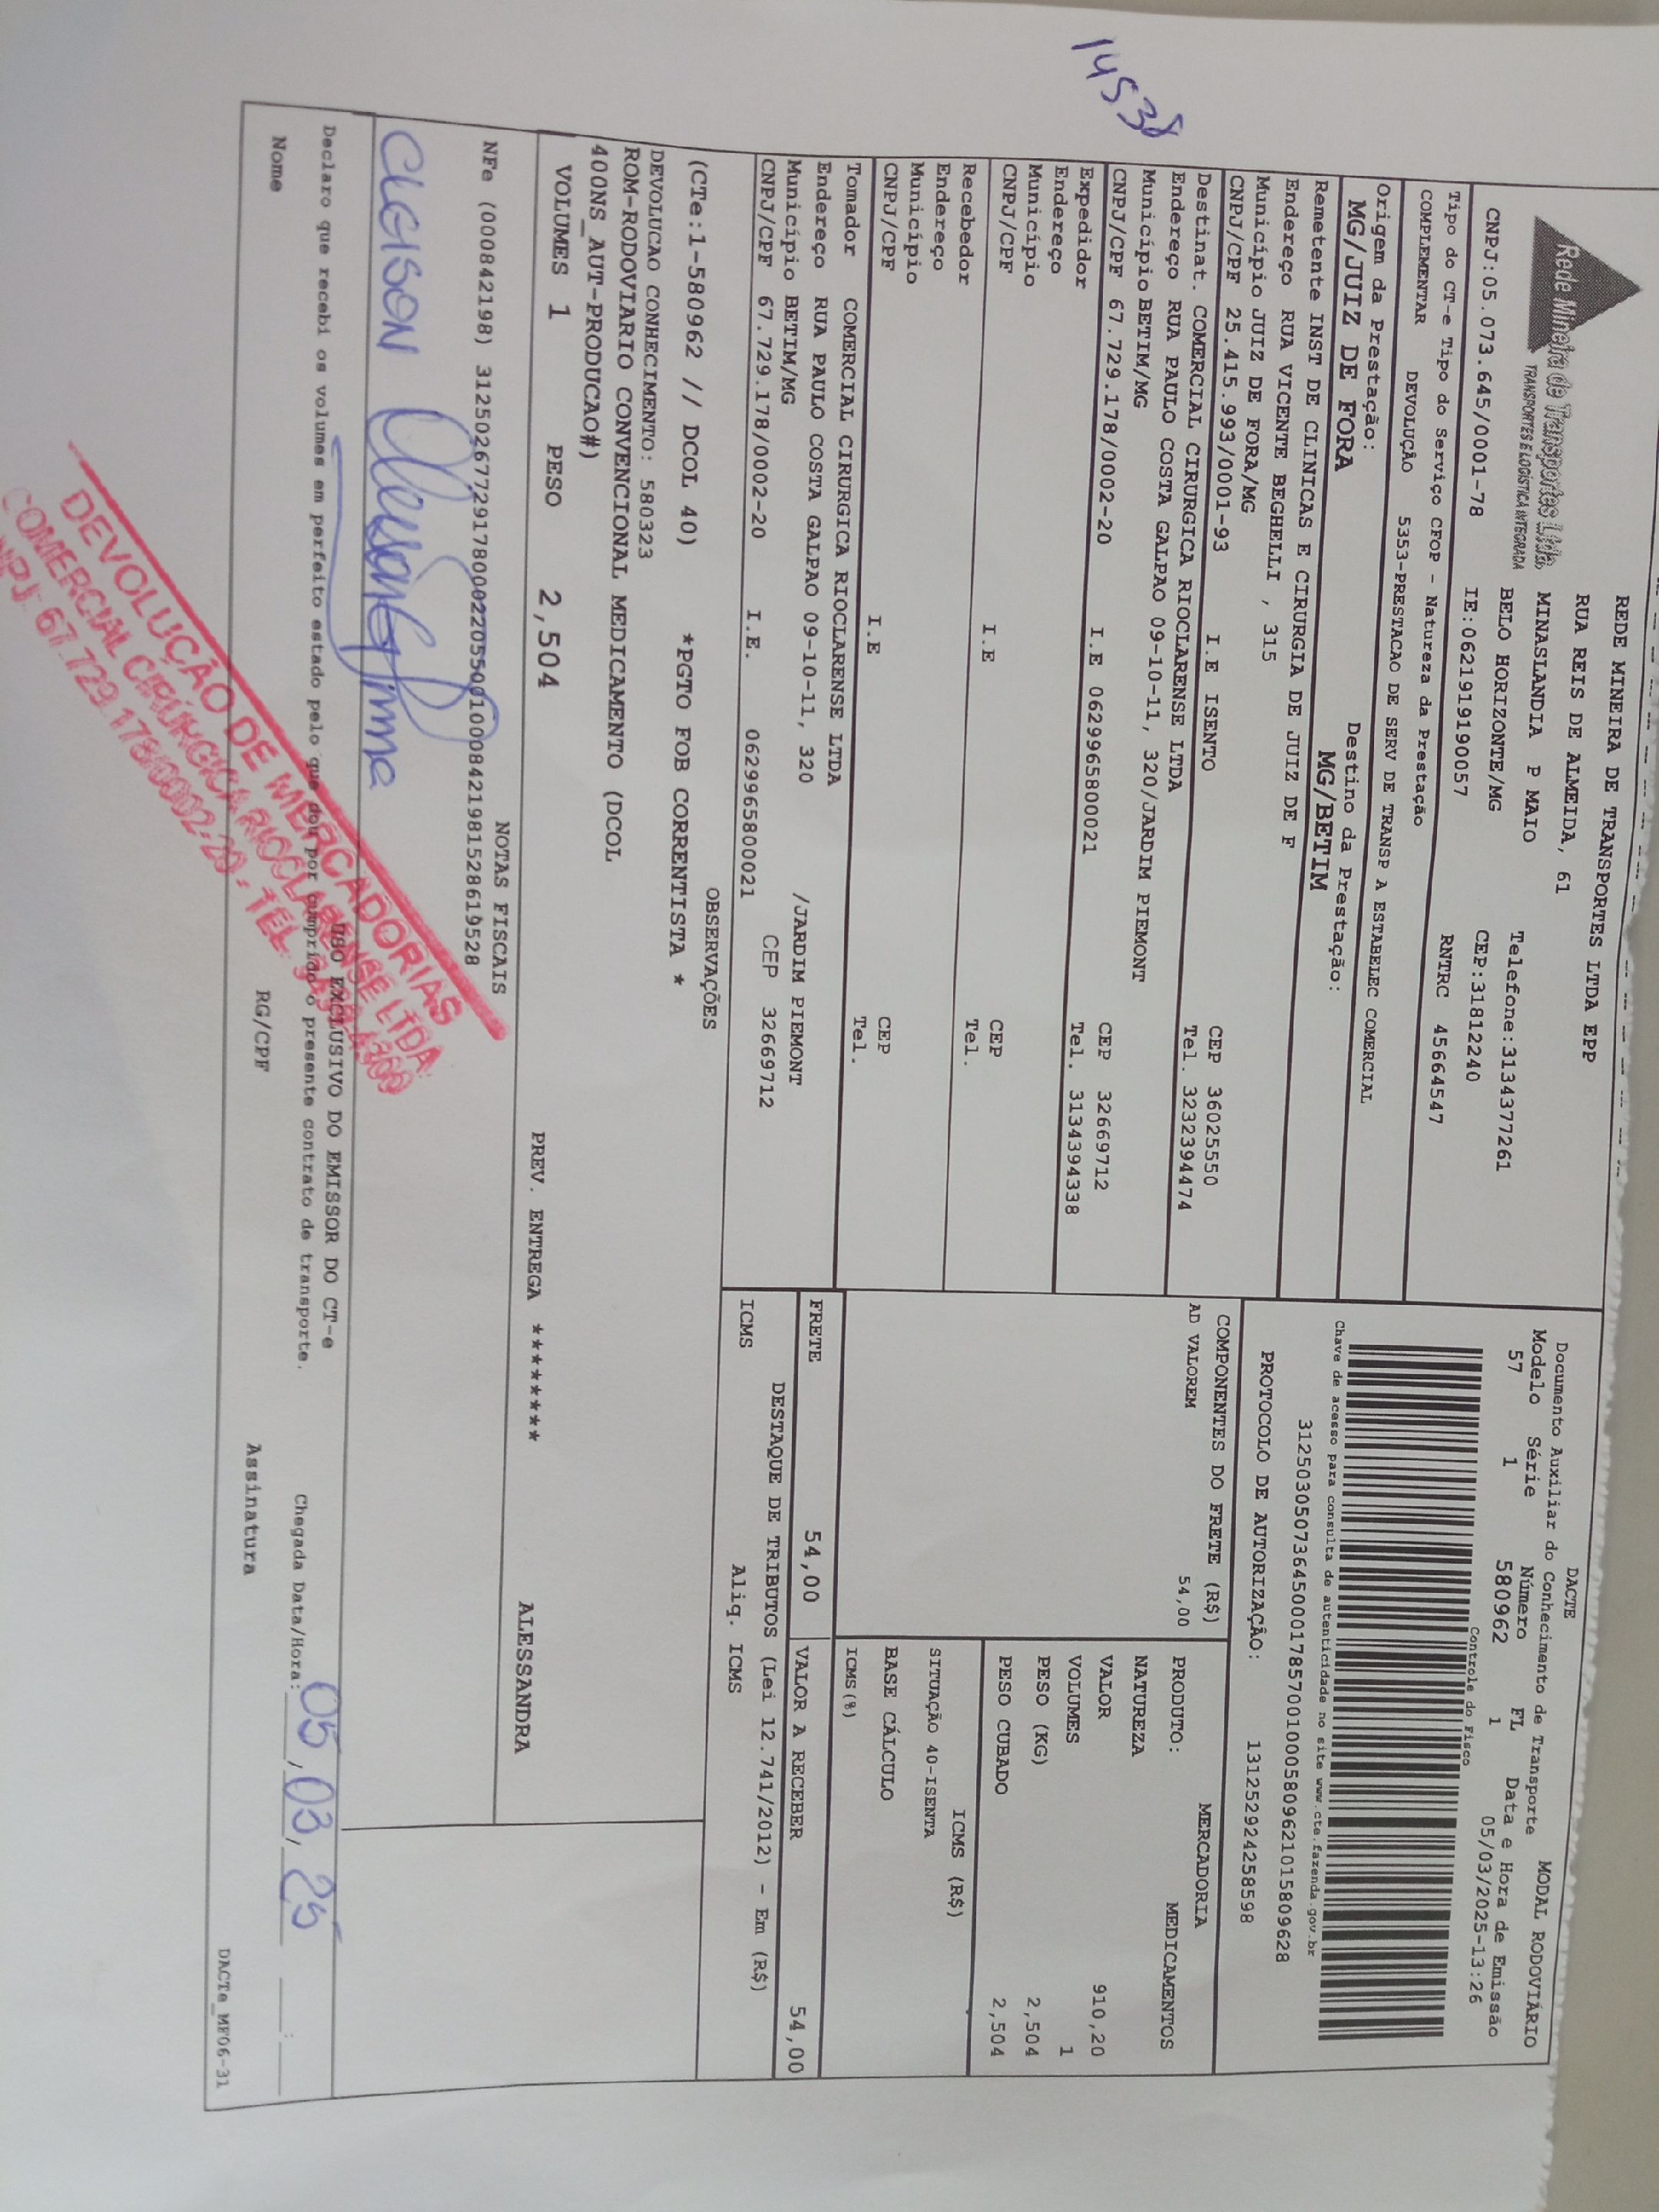 14538
Rede Mineira de Transportes Ltda.
TRANSPORTES E LOGÍSTICA INTEGRADA
REDE MINEIRA DE TRANSPORTES LTDA EPP
RUA REIS DE ALMEIDA, 61
MINASLANDIA P MAIO Telefone:3134377261
BELO HORIZONTE/MG CEP:31812240
CNPJ:05.073.645/0001-78 IE:0621919190057 RNTRC 45664547
DACTE MODAL RODOVIÁRIO
Documento Auxiliar do Conhecimento de Transporte
Modelo Série Número FL Data e Hora de Emissão
57 1 580962 1 05/03/2025-13:26
Controle do Fisco
Tipo do CT-e Tipo do Serviço CFOP - Natureza da Prestação
COMPLEMENTAR DEVOLUÇÃO 5353-PRESTACAO DE SERV DE TRANSP A ESTABELEC COMERCIAL
Origem da Prestação: Destino da Prestação:
MG/JUIZ DE FORA MG/BETIM
Chave de acesso para consulta de autenticidade no site www.cte.fazenda.gov.br
31250305073645000178570010005809621015809628
PROTOCOLO DE AUTORIZAÇÃO: 131252924258598
Remetente INST DE CLINICAS E CIRURGIA DE JUIZ DE F
Endereço RUA VICENTE BEGHELLI , 315
Município JUIZ DE FORA/MG CEP 36025550
CNPJ/CPF 25.415.993/0001-93 I.E ISENTO Tel. 3232394474
Destinat. COMERCIAL CIRURGICA RIOCLARENSE LTDA
Endereço RUA PAULO COSTA GALPAO 09-10-11, 320/JARDIM PIEMONT
Município BETIM/MG CEP 32669712
CNPJ/CPF 67.729.178/0002-20 I.E 0629965800021 Tel. 3134394338
Expedidor
Endereço
Município CEP
CNPJ/CPF I.E Tel.
Recebedor
Endereço
Município CEP
CNPJ/CPF I.E Tel.
Tomador COMERCIAL CIRURGICA RIOCLARENSE LTDA
Endereço RUA PAULO COSTA GALPAO 09-10-11, 320 /JARDIM PIEMONT
Município BETIM/MG CEP 32669712
CNPJ/CPF 67.729.178/0002-20 I.E. 0629965800021
COMPONENTES DO FRETE (R$)
AD VALOREM 54,00
MERCADORIA
PRODUTO: MEDICAMENTOS
NATUREZA
VALOR 910,20
VOLUMES 1
PESO (KG) 2,504
PESO CUBADO 2,504
ICMS (R$)
SITUAÇÃO 40-ISENTA
BASE CÁLCULO
ICMS(%)
FRETE 54,00 VALOR A RECEBER 54,00
DESTAQUE DE TRIBUTOS (Lei 12.741/2012) - Em (R$)
ICMS Aliq. ICMS
OBSERVAÇÕES
(CTe:1-580962 // DCOL 40) *PGTO FOB CORRENTISTA *
DEVOLUCAO CONHECIMENTO: 580323
ROM-RODOVIARIO CONVENCIONAL MEDICAMENTO (DCOL
400NS_AUT-PRODUCAO#)
VOLUMES 1 PESO 2,504 PREV. ENTREGA ******** ALESSANDRA
NOTAS FISCAIS
NFe (000842198) 31250267729178000220550010008421981528619528
USO EXCLUSIVO DO EMISSOR DO CT-e
Declaro que recebi os volumes em perfeito estado pelo que dou por cumprido o presente contrato de transporte.
Chegada Data/Hora: 05, 03, 25
Nome RG/CPF Assinatura
DACTe_MF06-31
DEVOLUÇÃO DE MERCADORIAS
COMERCIAL CIRÚRGICA RIOCLARENSE LTDA
67.729.178/0002-20 - TEL.